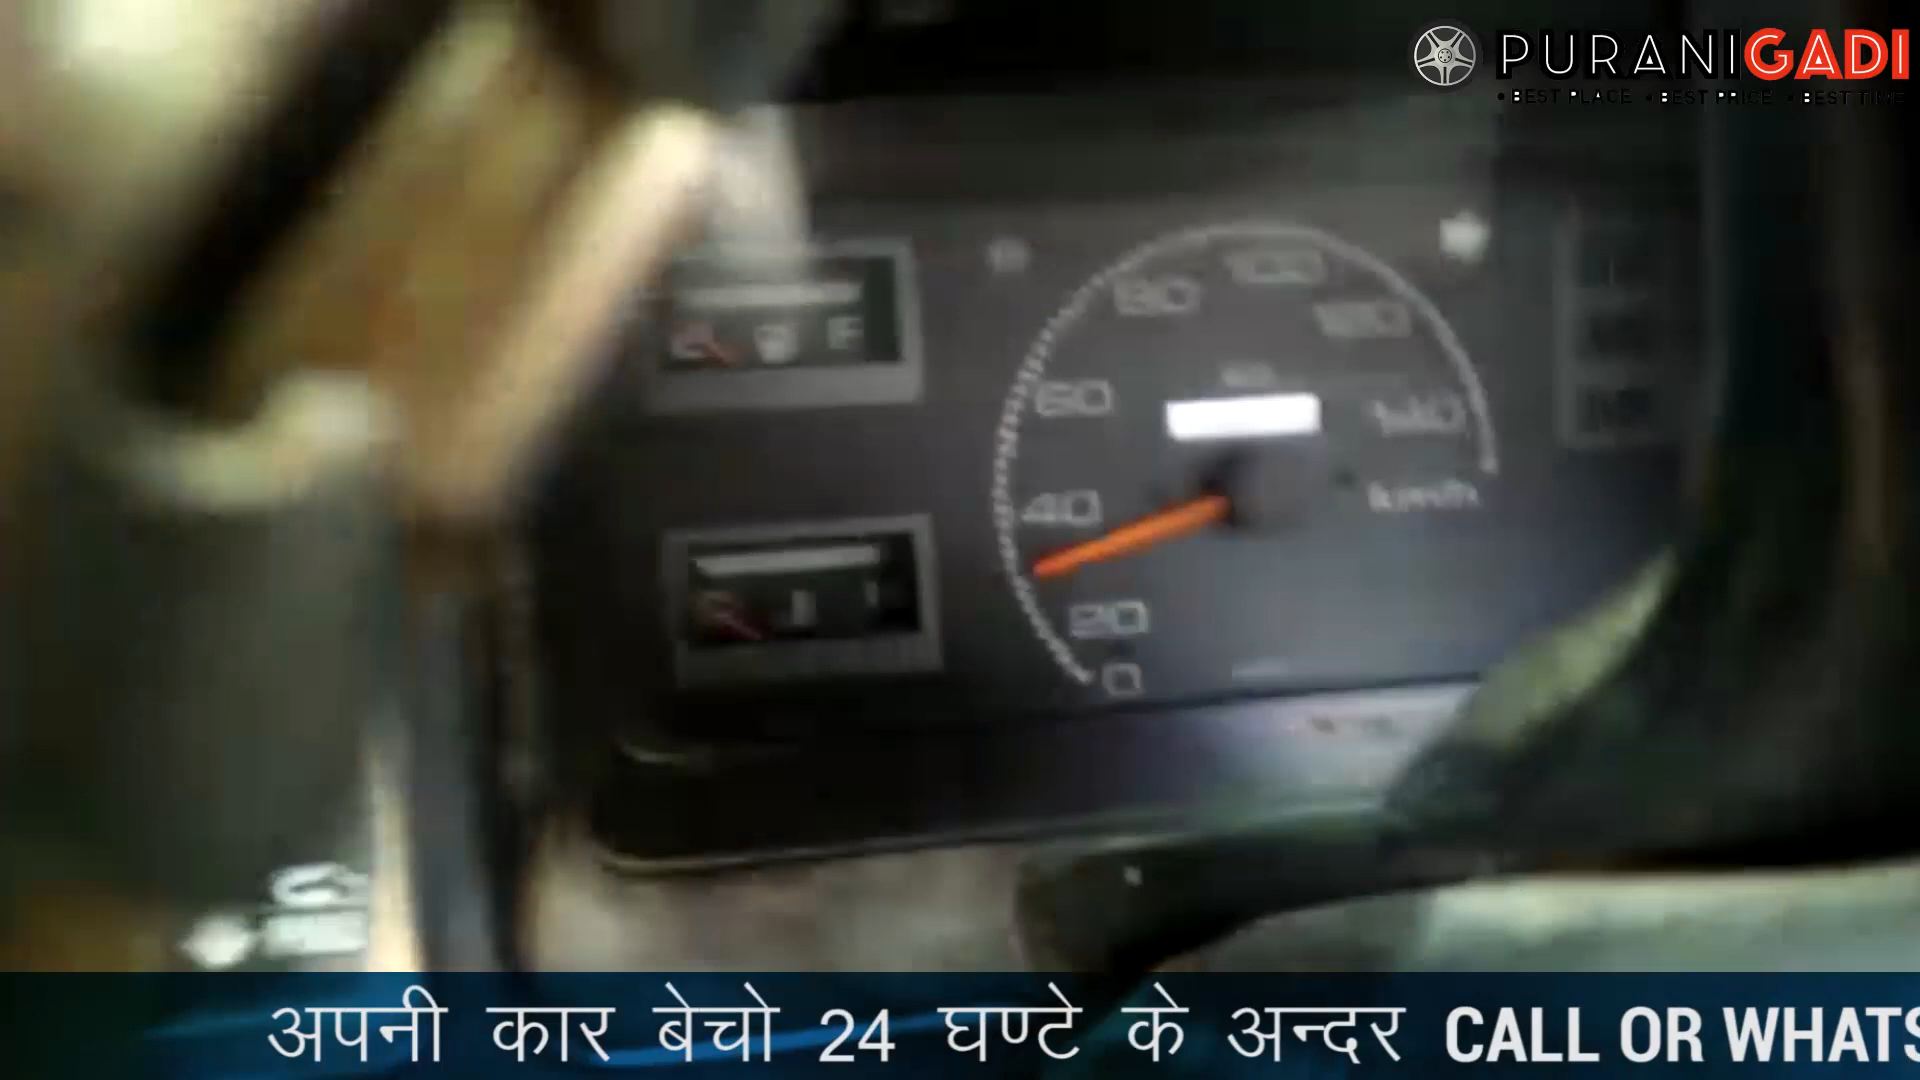 PURANIGADI
• BEST PLACE • BEST PRICE • BEST TIME
100
80
120
F
60
140
40
km/h
20
0
अपनी कार बेचो 24 घण्टे के अन्दर CALL OR WHATS